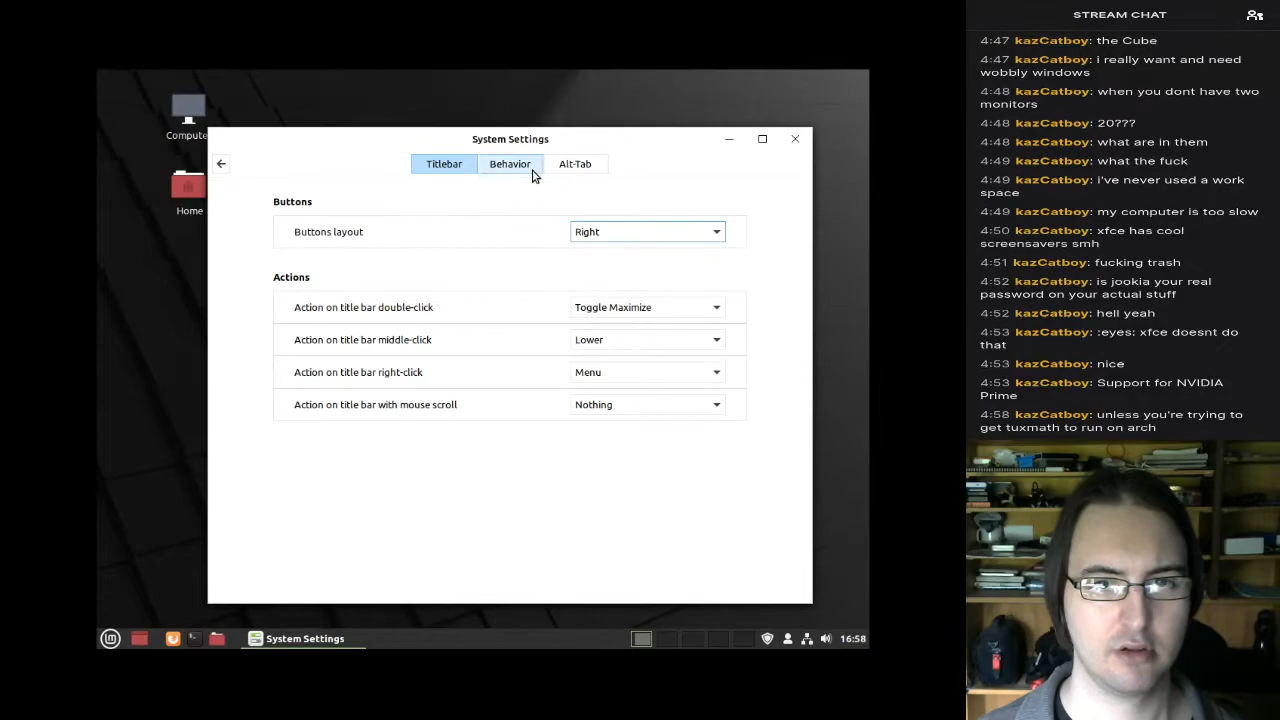 Compute
Home
System Settings
Titlebar
Behavior
Alt-Tab
Buttons
Buttons layout
Right
Actions
Action on title bar double-click
Toggle Maximize
Action on title bar middle-click
Lower
Action on title bar right-click
Menu
Action on title bar with mouse scroll
Nothing
System Settings
16:58
STREAM CHAT
4:47 kazCatboy: the Cube
4:47 kazCatboy: i really want and need
wobbly windows
4:48 kazCatboy: when you dont have two
monitors
4:48 kazCatboy: 20???
4:48 kazCatboy: what are in them
4:49 kazCatboy: what the fuck
4:49 kazCatboy: i've never used a work
space
4:49 kazCatboy: my computer is too slow
4:50 kazCatboy: xfce has cool
screensavers smh
4:51 kazCatboy: fucking trash
4:52 kazCatboy: is jookia your real
password on your actual stuff
4:52 kazCatboy: hell yeah
4:53 kazCatboy: :eyes: xfce doesnt do
that
4:53 kazCatboy: nice
4:53 kazCatboy: Support for NVIDIA
Prime
4:58 kazCatboy: unless you're trying to
get tuxmath to run on arch